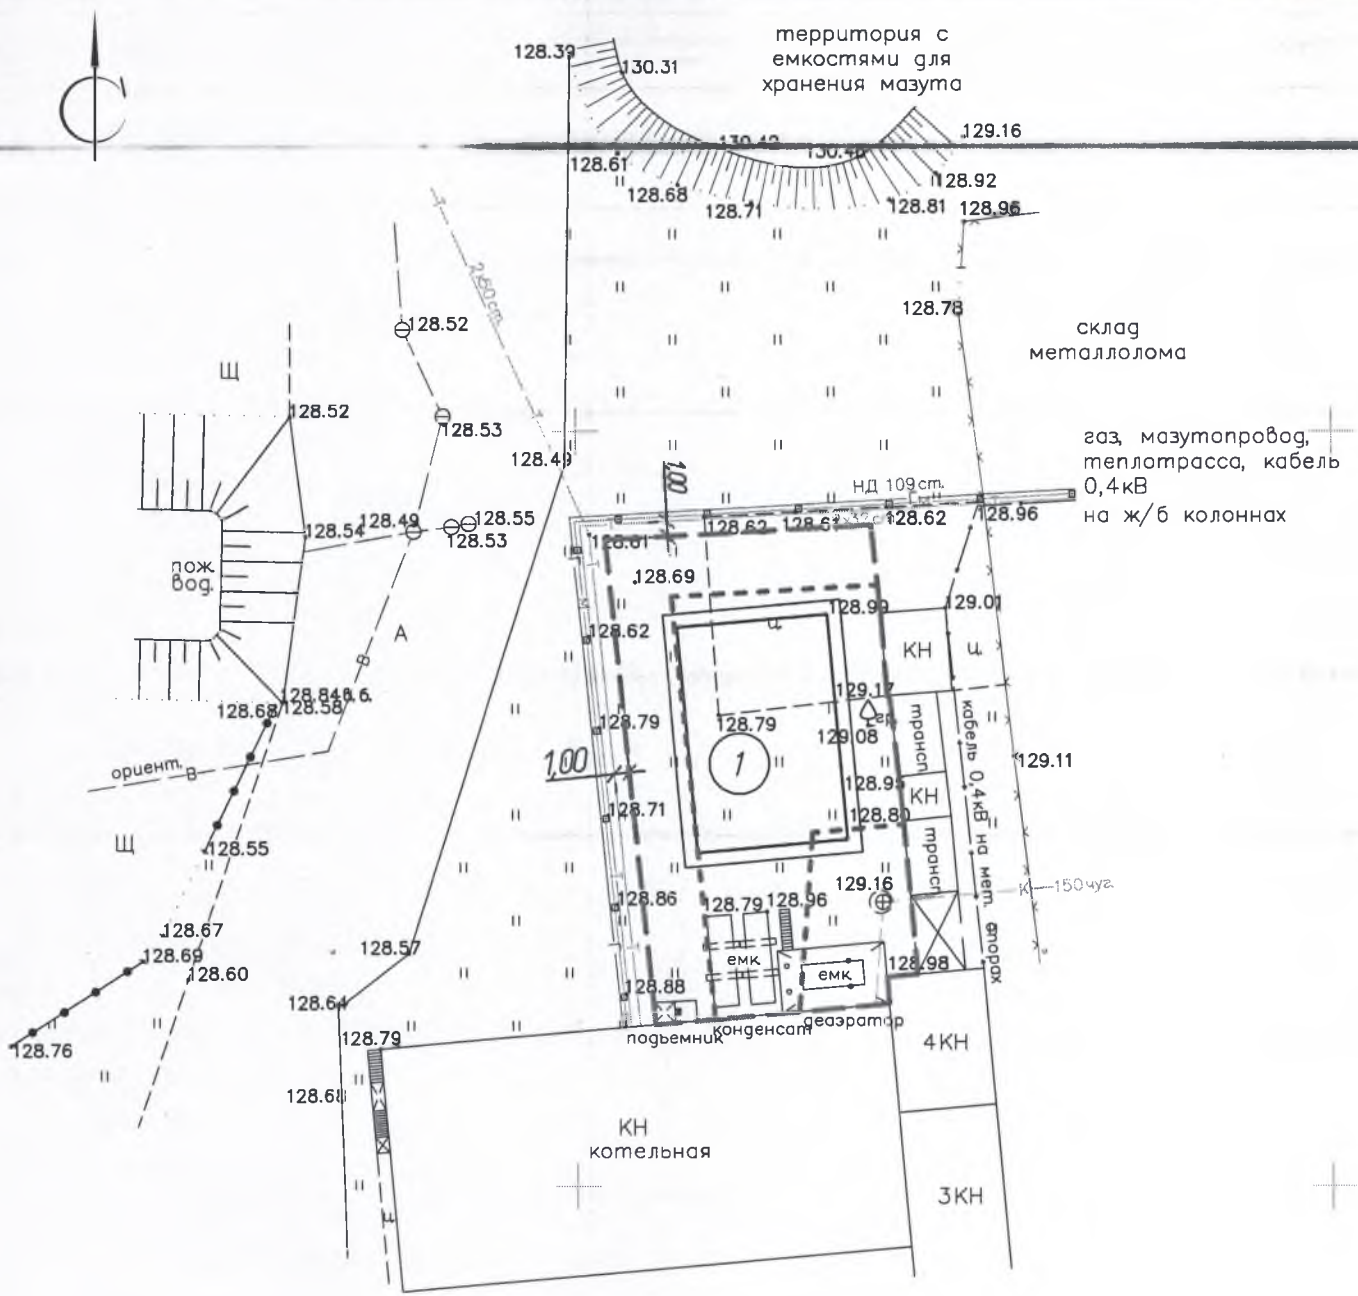 территория с
емкостями для
хранения мазута
128.39
130.31
129.16
130.46
128.61
128.68
128.71
128.92
128.81
128.96
2х50ст.
128.78
склад
металлолома
128.52
Щ
128.52
128.53
128.49
газ, мазутопровод,
теплотрасса, кабель
0,4кВ
на ж/б колоннах
1,00
НД 109ст.
128.62
128.62
128.96
128.54
128.49
128.55
128.53
128.61
128.69
пож.
вод.
А
В
128.62
128.99
129.01
ц
КН
ц
128.68
128.58
128.79
129.17
128.79
129.08
трансп
кабель 0,4кВ на мет. опорах
129.11
ориент.
В
1,00
1
КН
128.71
128.80
трансп
Щ
128.55
129.16
К
150чуг.
128.86
128.79
128.96
128.67
128.69
128.60
128.57
емк.
емк.
128.98
128.64
128.88
подъемник
конденсат
деаэратор
128.79
128.76
128.68
4КН
КН
котельная
3КН
ц